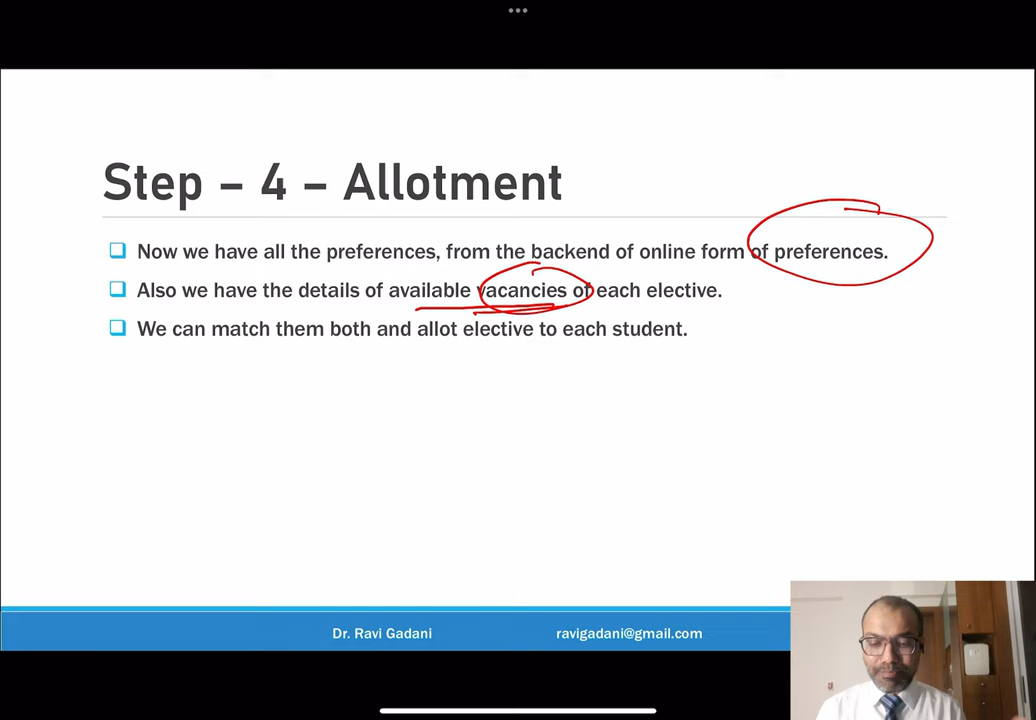 Step – 4 – Allotment
Now we have all the preferences, from the backend of online form of preferences.
Also we have the details of available vacancies of each elective.
We can match them both and allot elective to each student.
Dr. Ravi Gadani
ravigadani@gmail.com